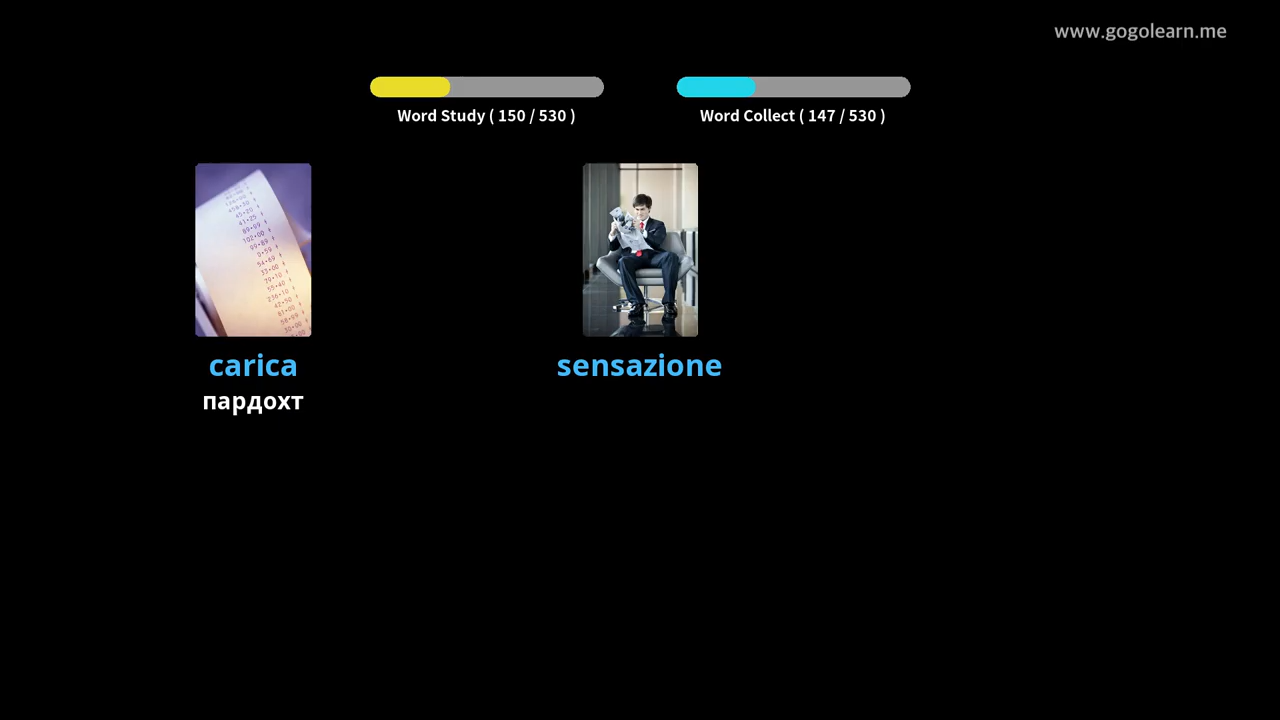 www.gogolearn.me
Word Study ( 150 / 530 )
Word Collect ( 147 / 530 )
carica
sensazione
пардохт